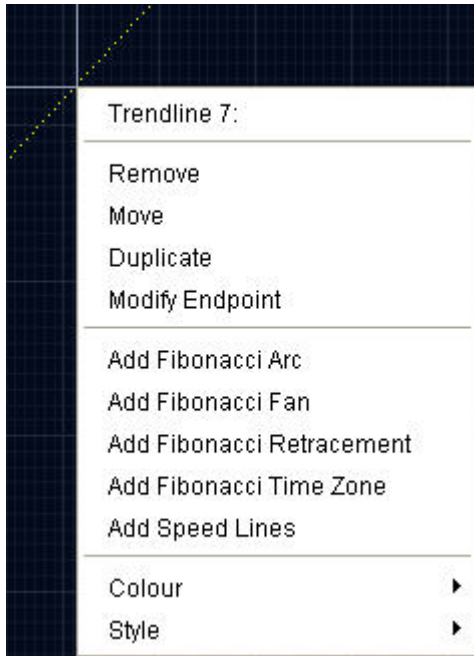 Trendline 7:
Remove
Move
Duplicate
Modify Endpoint
Add Fibonacci Arc
Add Fibonacci Fan
Add Fibonacci Retracement
Add Fibonacci Time Zone
Add Speed Lines
Colour
Style